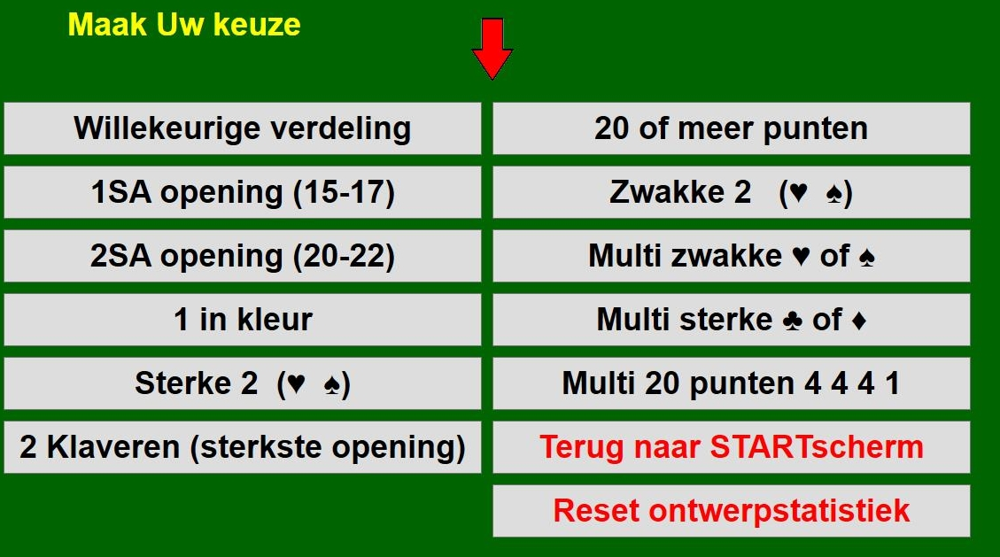 Maak Uw keuze
Willekeurige verdeling
20 of meer punten
1SA opening (15-17)
Zwakke 2 (♥ ♠)
2SA opening (20-22)
Multi zwakke ♥ of ♠
1 in kleur
Multi sterke ♣ of ♦
Sterke 2 (♥ ♠)
Multi 20 punten 4 4 4 1
2 Klaveren (sterkste opening)
Terug naar STARTscherm
Reset ontwerpstatistiek